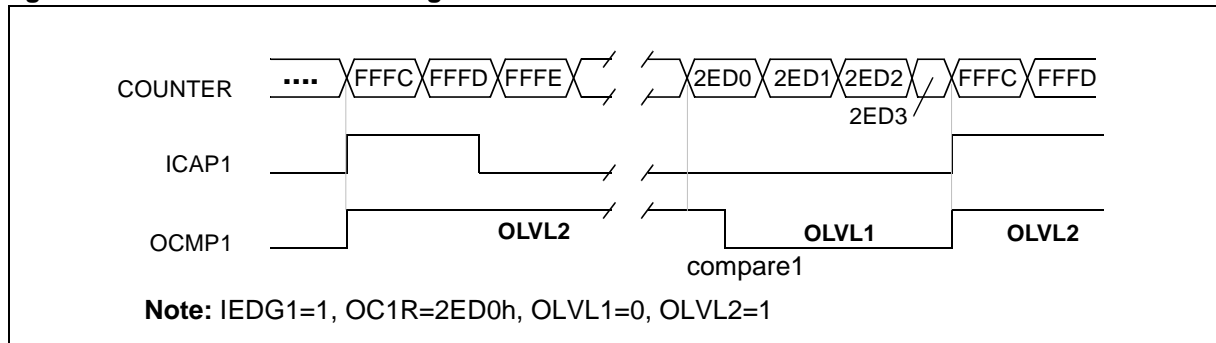 COUNTER .... FFFC FFFD FFFE 2ED0 2ED1 2ED2 FFFC FFFD
2ED3
ICAP1
OCMP1 OLVL2 OLVL1 OLVL2
compare1
Note: IEDG1=1, OC1R=2ED0h, OLVL1=0, OLVL2=1